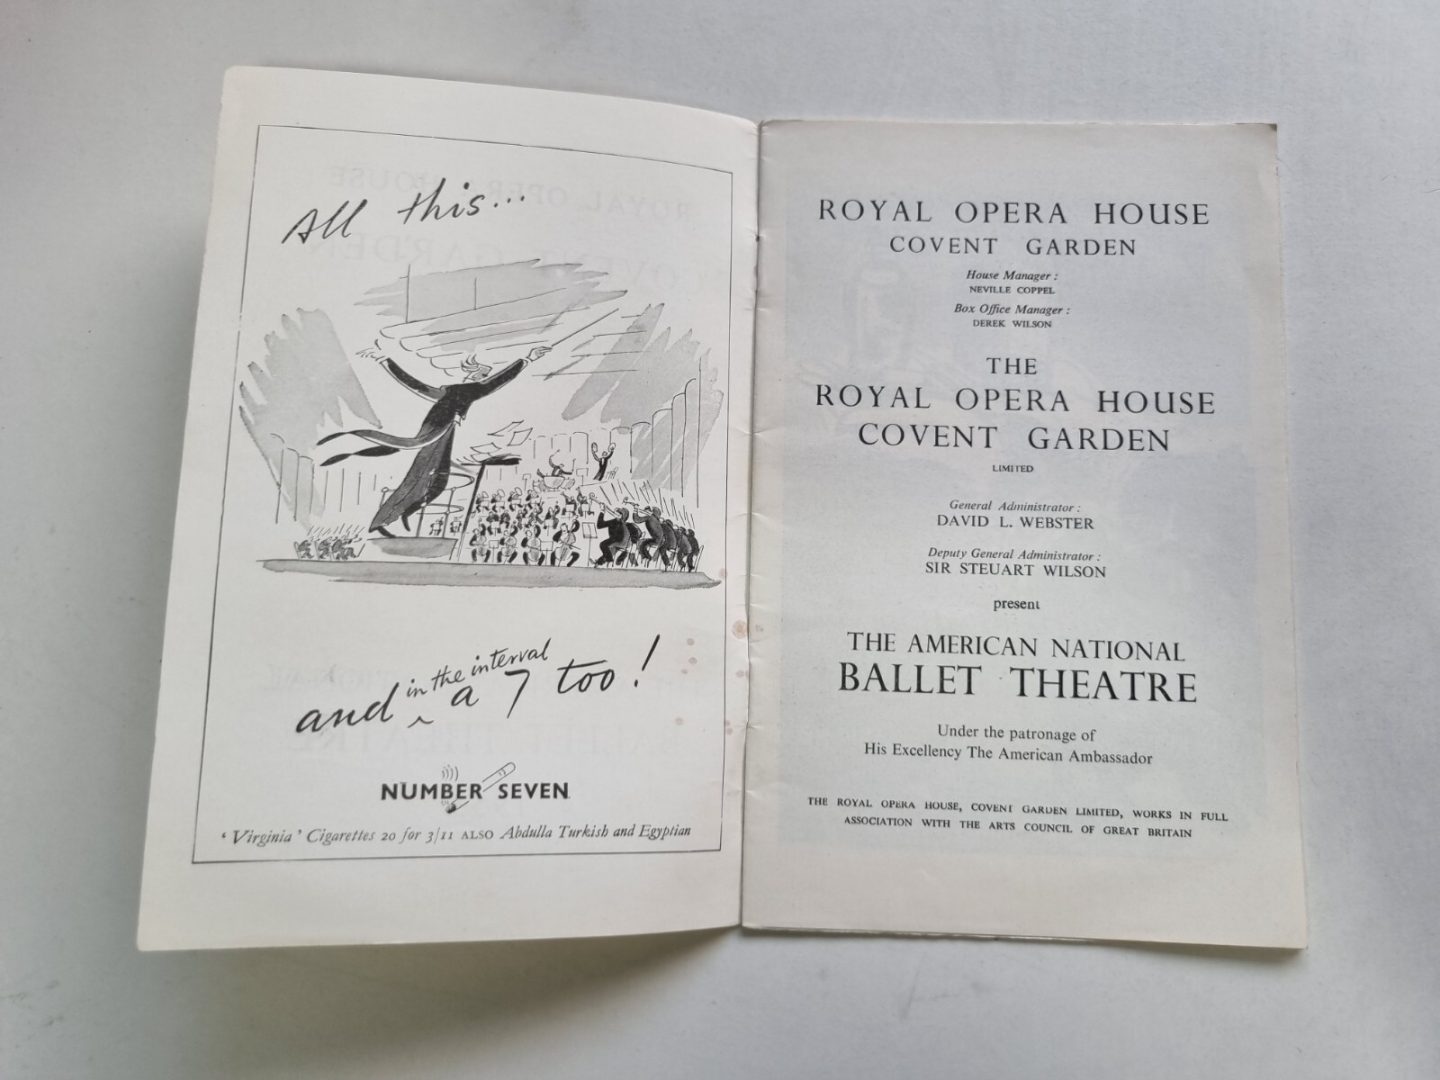 All this...
and in the interval a 7 too!
NUMBER SEVEN
'Virginia' Cigarettes 20 for 3/11 ALSO Abdulla Turkish and Egyptian
ROYAL OPERA HOUSE
COVENT GARDEN
House Manager :
NEVILLE COPPEL
Box Office Manager :
DEREK WILSON
THE
ROYAL OPERA HOUSE
COVENT GARDEN
LIMITED
General Administrator :
DAVID L. WEBSTER
Deputy General Administrator :
SIR STEUART WILSON
present
THE AMERICAN NATIONAL
BALLET THEATRE
Under the patronage of
His Excellency The American Ambassador
THE ROYAL OPERA HOUSE, COVENT GARDEN LIMITED, WORKS IN FULL
ASSOCIATION WITH THE ARTS COUNCIL OF GREAT BRITAIN